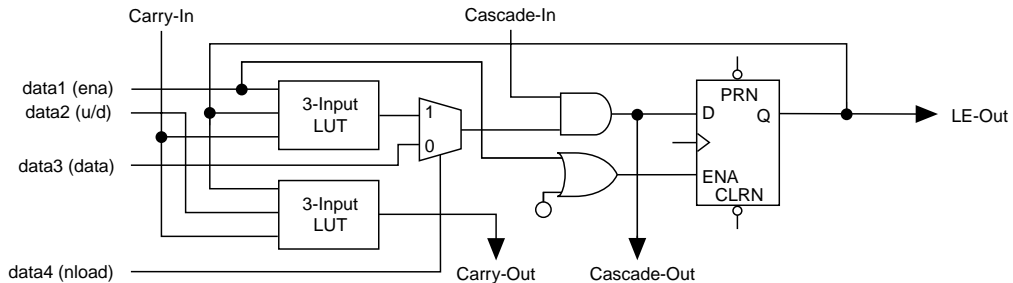 Carry-In
Cascade-In
data1 (ena)
data2 (u/d)
3-Input
LUT
1
0
PRN
D
Q
LE-Out
data3 (data)
ENA
CLRN
3-Input
LUT
data4 (nload)
Carry-Out
Cascade-Out